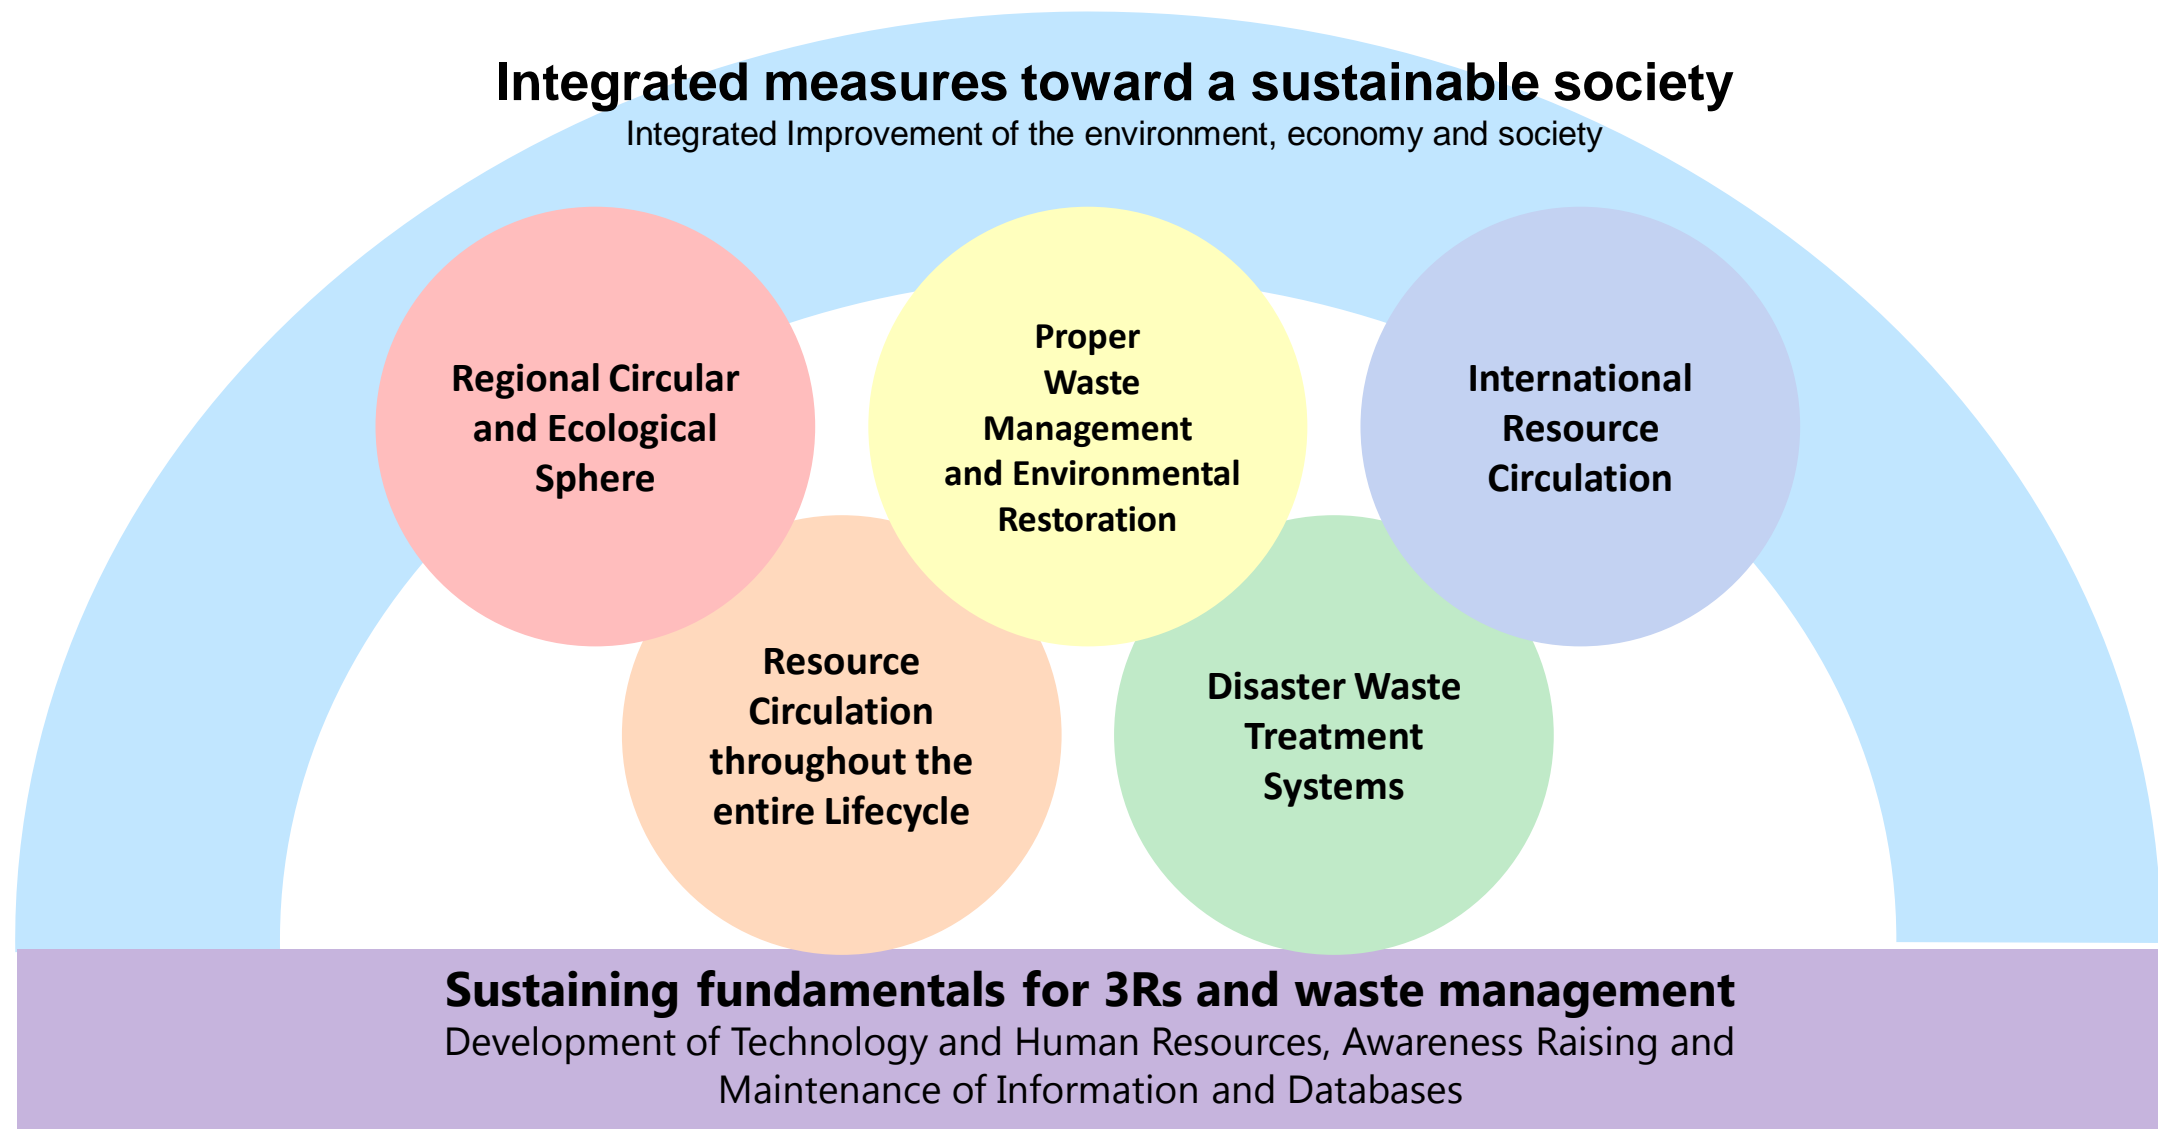 Integrated measures toward a sustainable society
Integrated Improvement of the environment, economy and society
Regional Circular
and Ecological
Sphere
Proper
Waste
Management
and Environmental
Restoration
International
Resource
Circulation
Resource
Circulation
throughout the
entire Lifecycle
Disaster Waste
Treatment
Systems
Sustaining fundamentals for 3Rs and waste management
Development of Technology and Human Resources, Awareness Raising and
Maintenance of Information and Databases